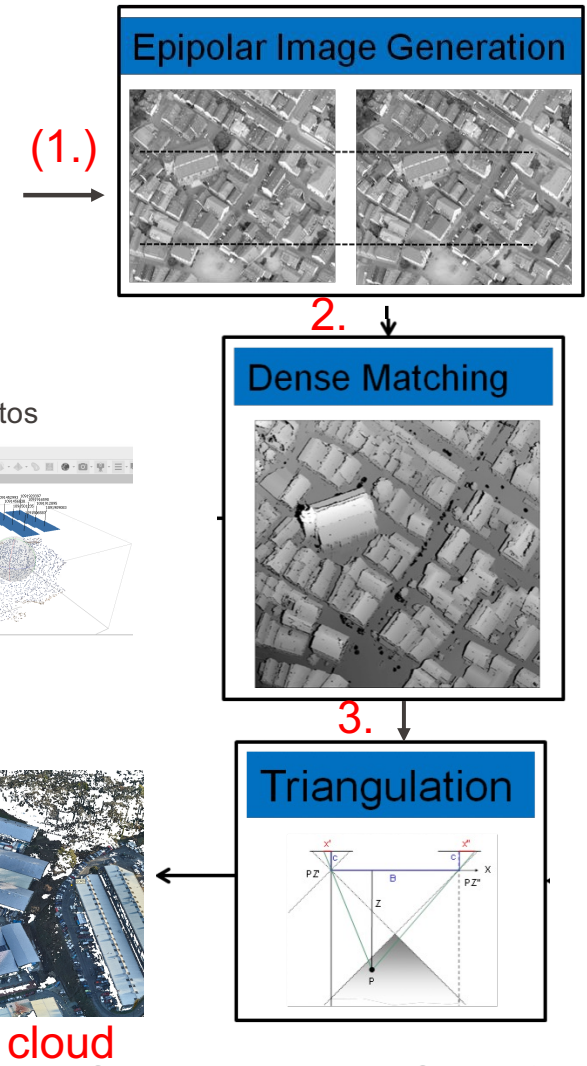 Epipolar Image Generation
(1.)
2.
Dense Matching
tos
3.
Triangulation
x' x"
c c
PZ' B X
PZ"
Z
P
cloud